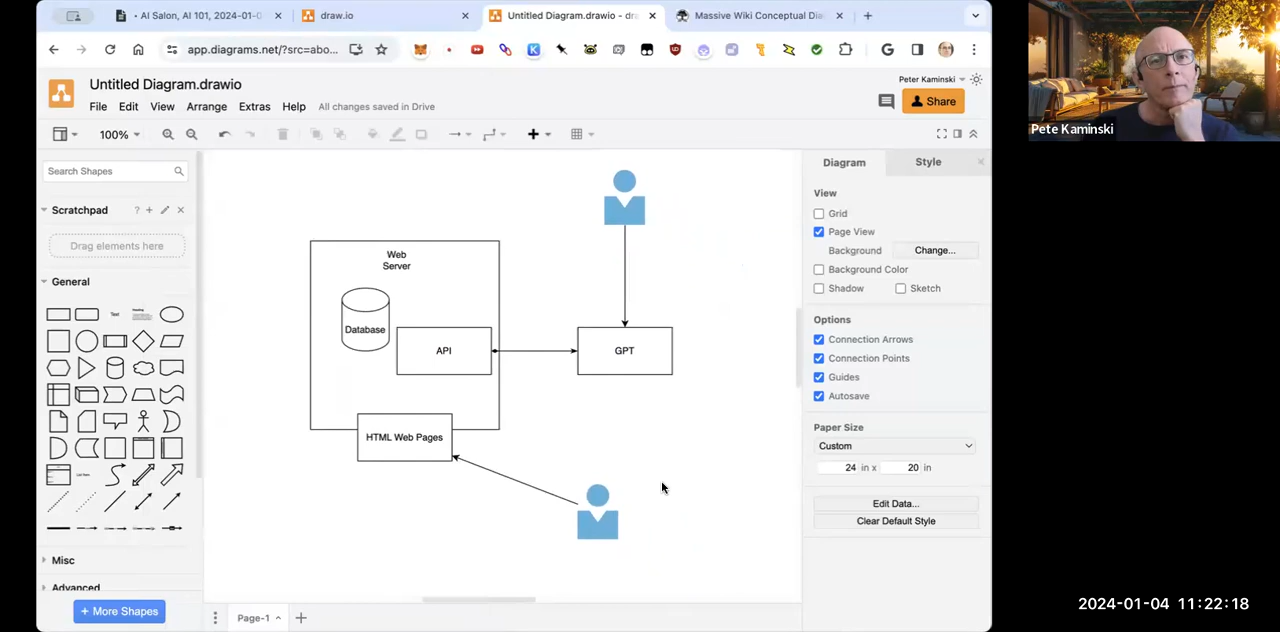 AI Salon, AI 101, 2024-01-0
draw.io
Untitled Diagram.drawio - dra
Massive Wiki Conceptual Dia
app.diagrams.net/?src=abo...
Untitled Diagram.drawio
File Edit View Arrange Extras Help All changes saved in Drive
Peter Kaminski
Share
100%
Search Shapes
Scratchpad
Drag elements here
General
Text
Heading
List Item
Misc
Advanced
+ More Shapes
Web
Server
Database
API
GPT
HTML Web Pages
Page-1
Diagram Style
View
Grid
Page View
Background Change...
Background Color
Shadow Sketch
Options
Connection Arrows
Connection Points
Guides
Autosave
Paper Size
Custom
24 in x 20 in
Edit Data...
Clear Default Style
Pete Kaminski
2024-01-04 11:22:18